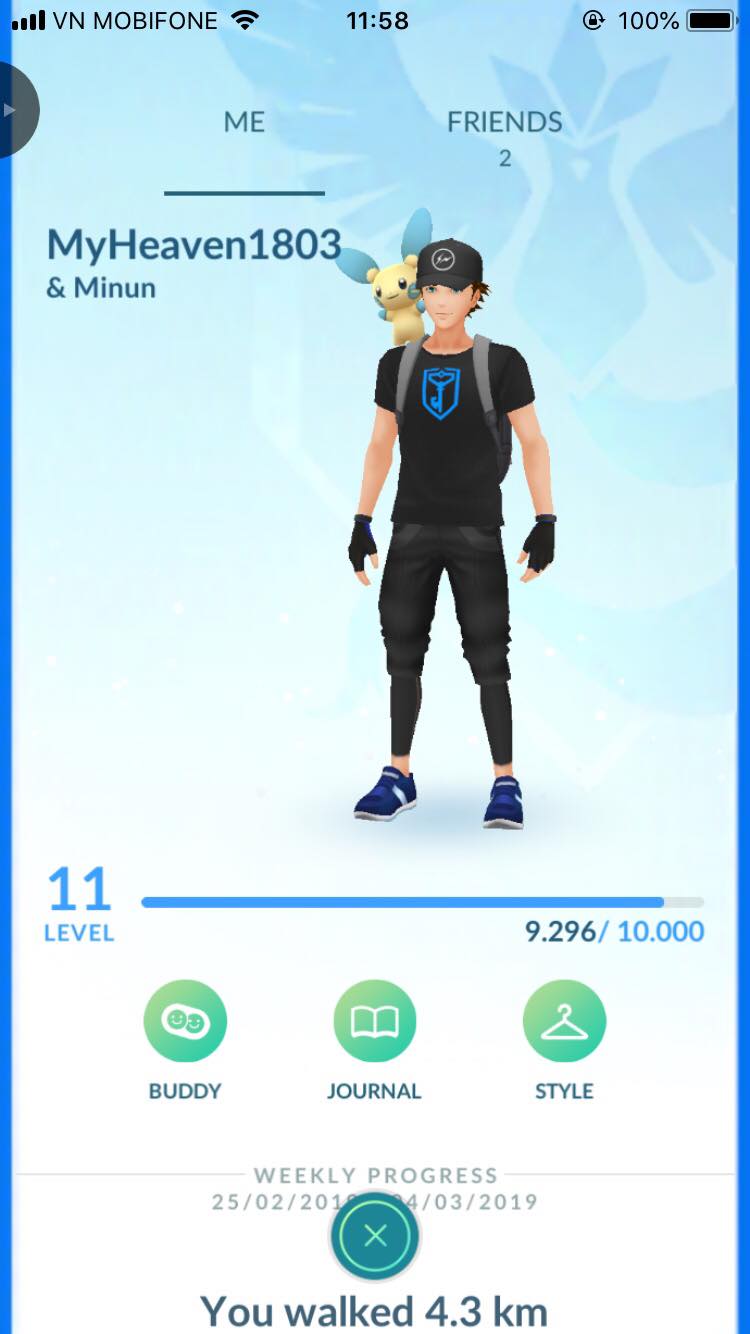 VN MOBIFONE 11:58 100%
ME FRIENDS
2
MyHeaven1803
& Minun
11
LEVEL
9.296/ 10.000
BUDDY JOURNAL STYLE
WEEKLY PROGRESS
25/02/201 4/03/2019
You walked 4.3 km